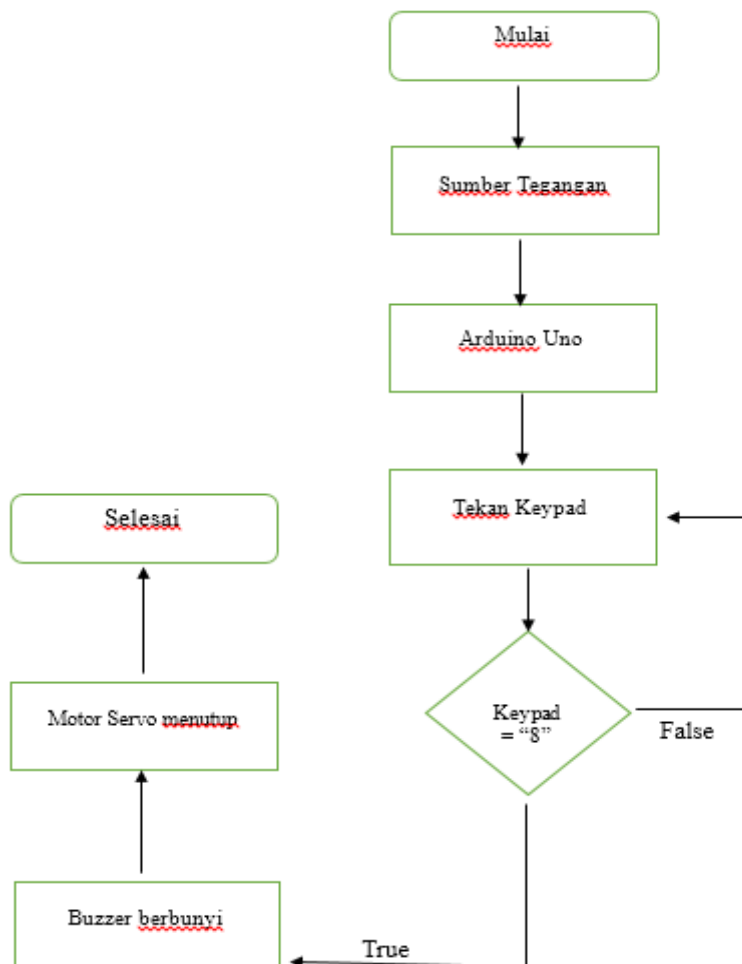 Mulai
Sumber Tegangan
Arduino Uno
Tekan Keypad
Keypad
= “8”
False
True
Buzzer berbunyi
Motor Servo menutup
Selesai